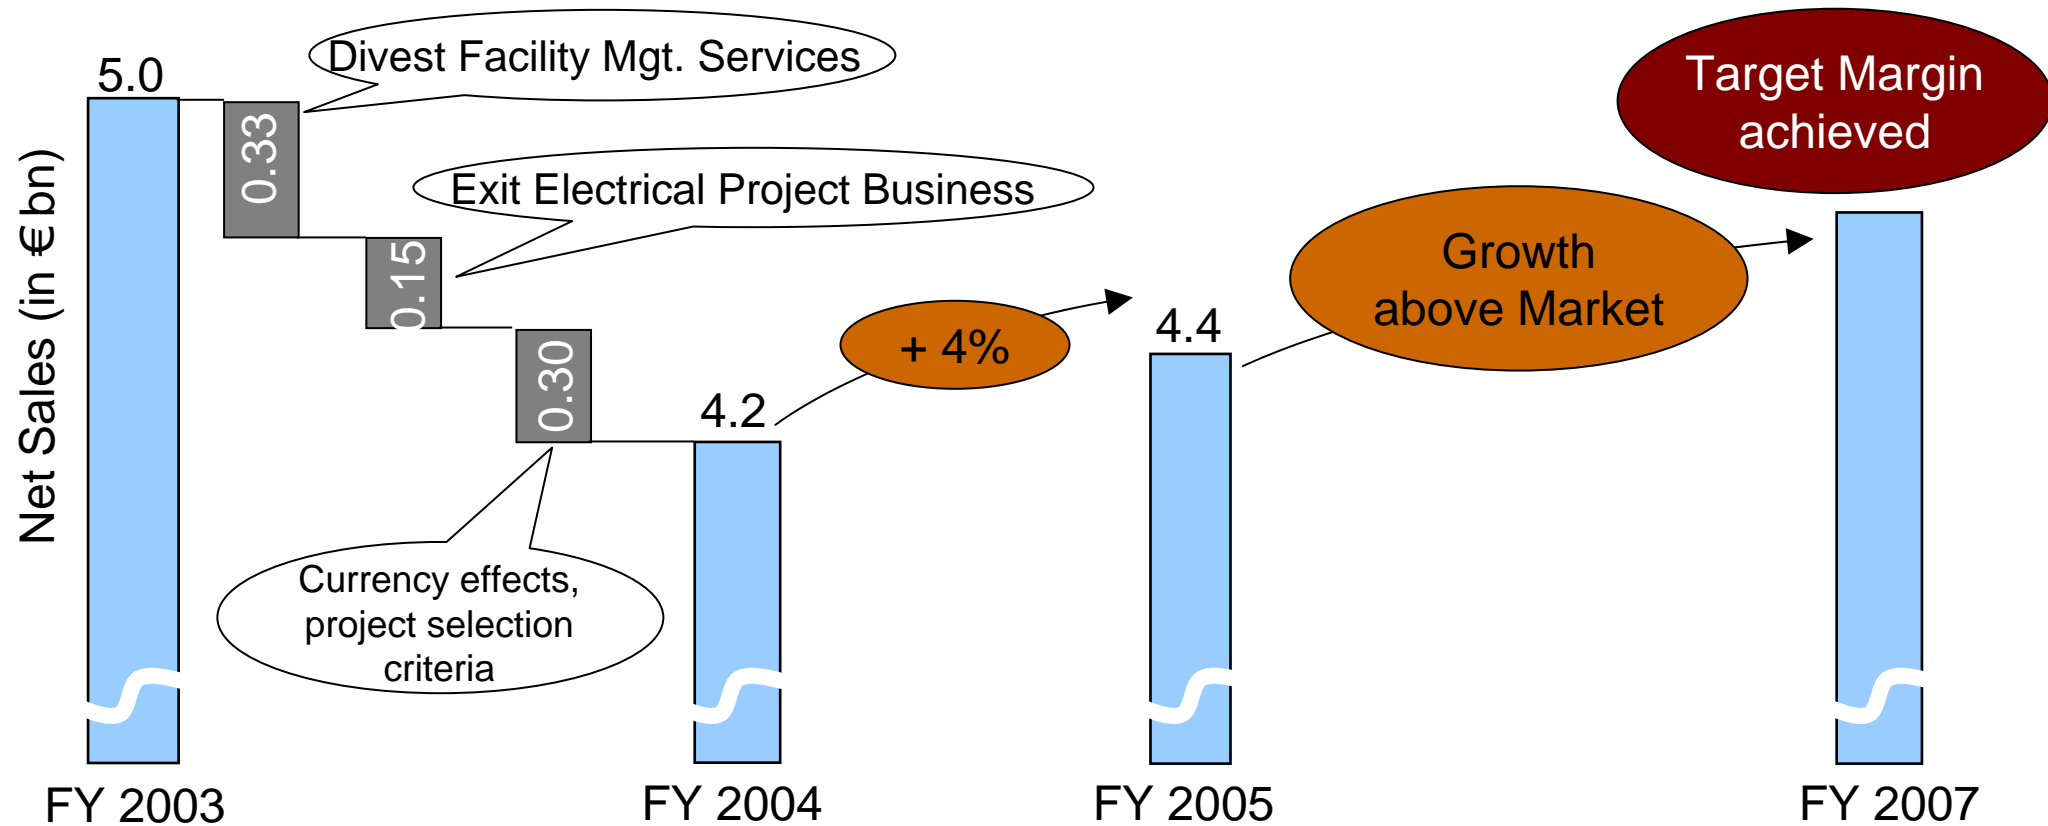 5.0
Divest Facility Mgt. Services
0.33
Exit Electrical Project Business
0.15
0.30
Currency effects,
project selection
criteria
4.2
+ 4%
4.4
Growth
above Market
Target Margin
achieved
Net Sales (in € bn)
FY 2003
FY 2004
FY 2005
FY 2007